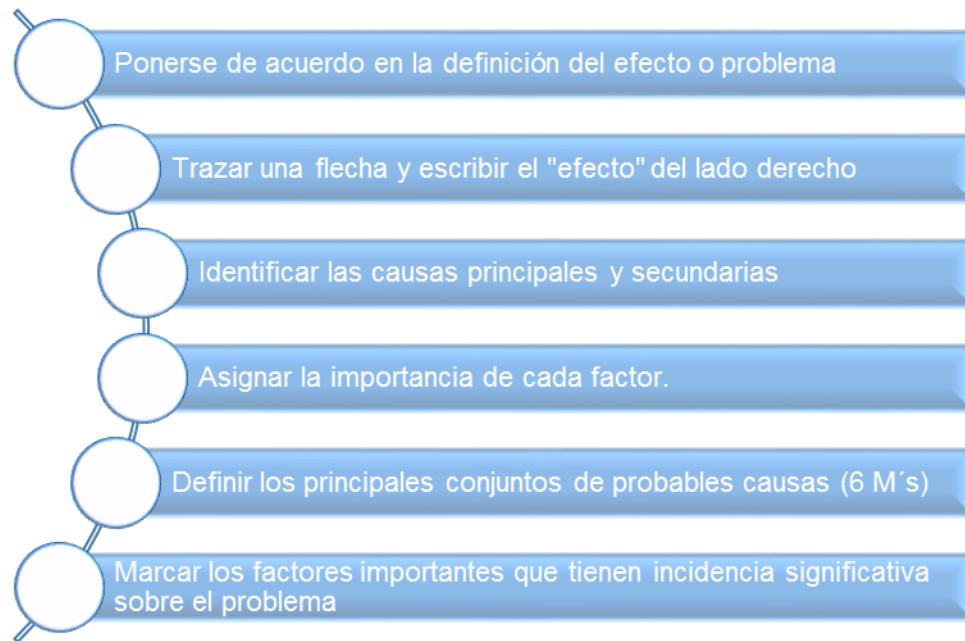 Ponerse de acuerdo en la definición del efecto o problema
Trazar una flecha y escribir el "efecto" del lado derecho
Identificar las causas principales y secundarias
Asignar la importancia de cada factor.
Definir los principales conjuntos de probables causas (6 M´s)
Marcar los factores importantes que tienen incidencia significativa
sobre el problema